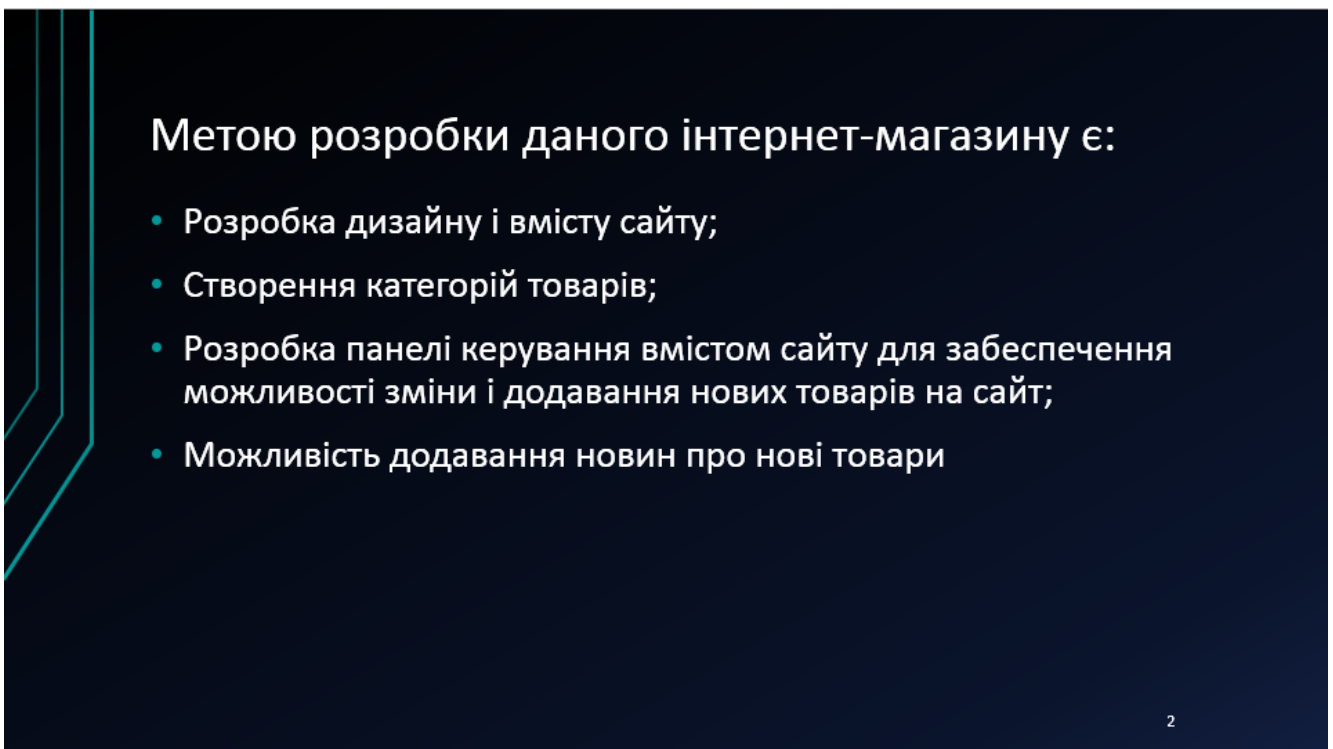 Метою розробки даного інтернет-магазину є:
• Розробка дизайну і вмісту сайту;
• Створення категорій товарів;
• Розробка панелі керування вмістом сайту для забеспечення
можливості зміни і додавання нових товарів на сайт;
• Можливість додавання новин про нові товари
2